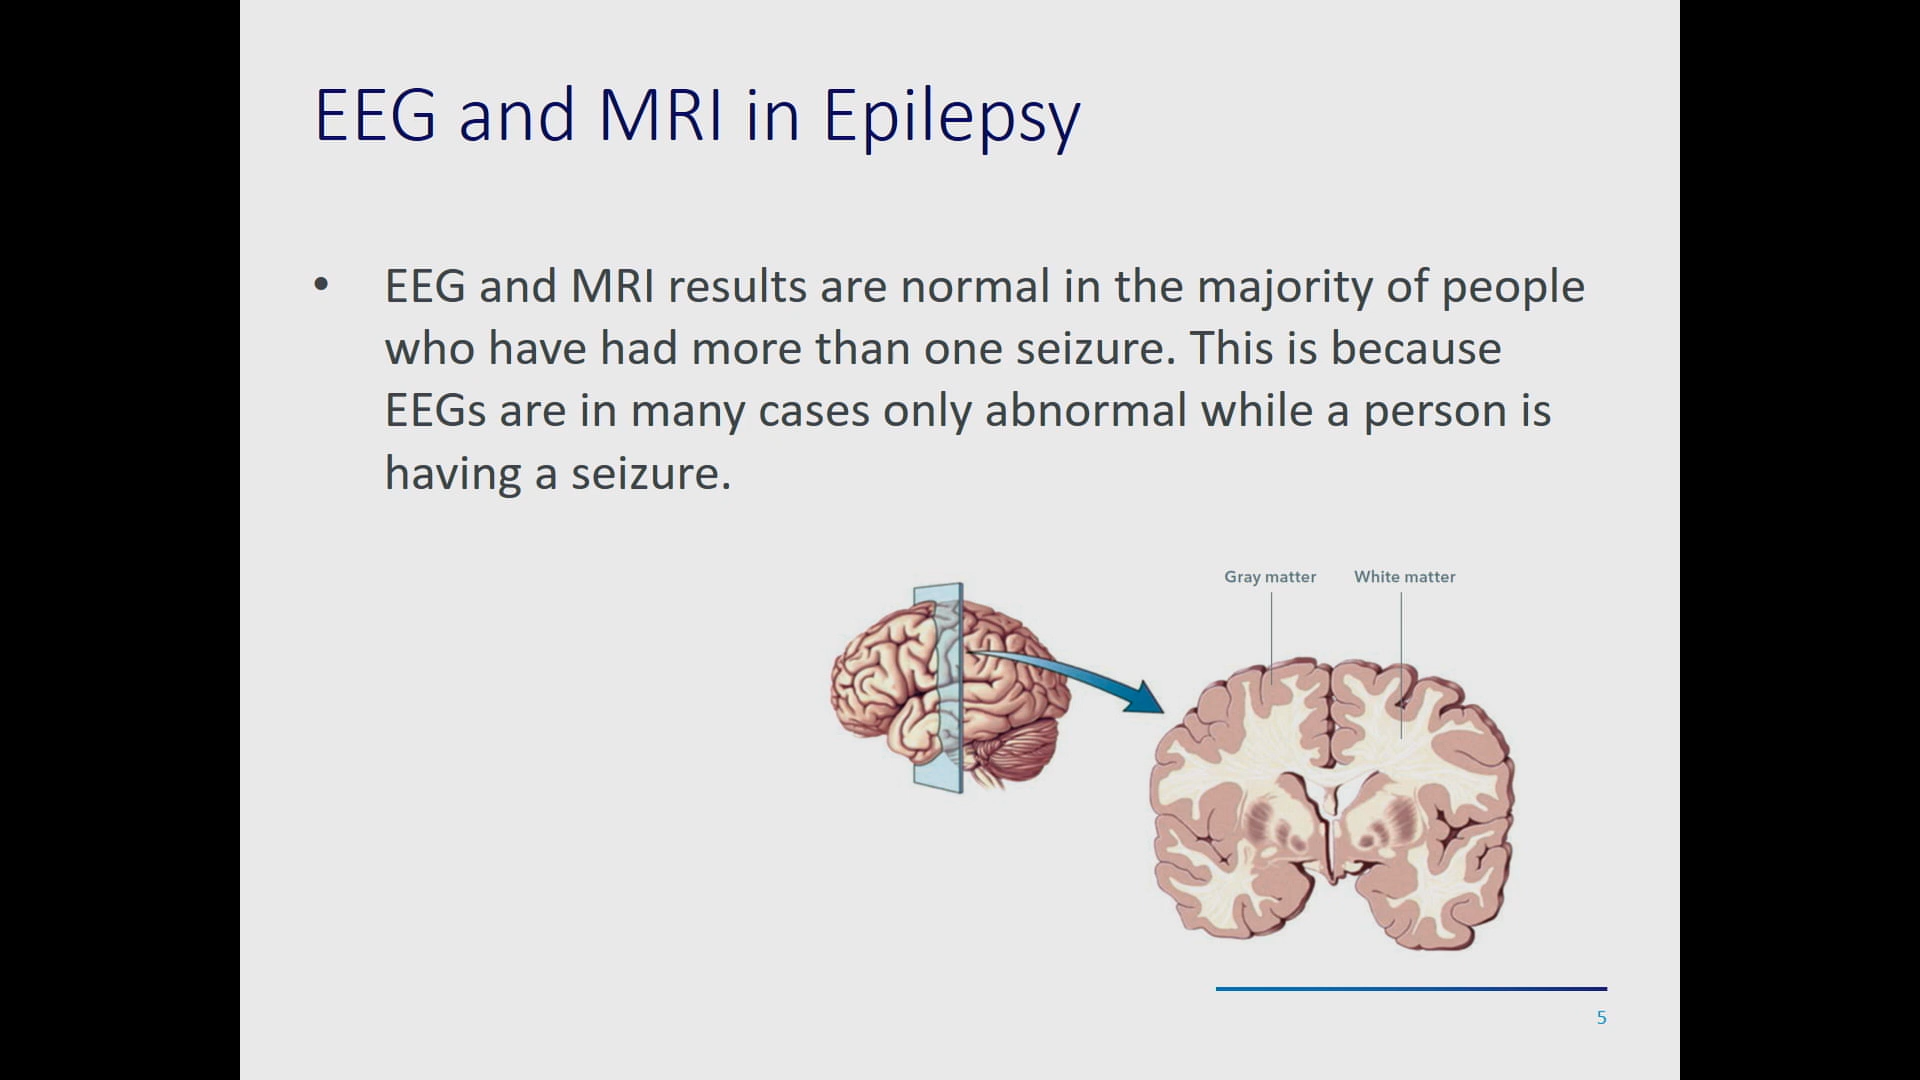 EEG and MRI in Epilepsy
• EEG and MRI results are normal in the majority of people
who have had more than one seizure. This is because
EEGs are in many cases only abnormal while a person is
having a seizure.
Gray matter White matter
5